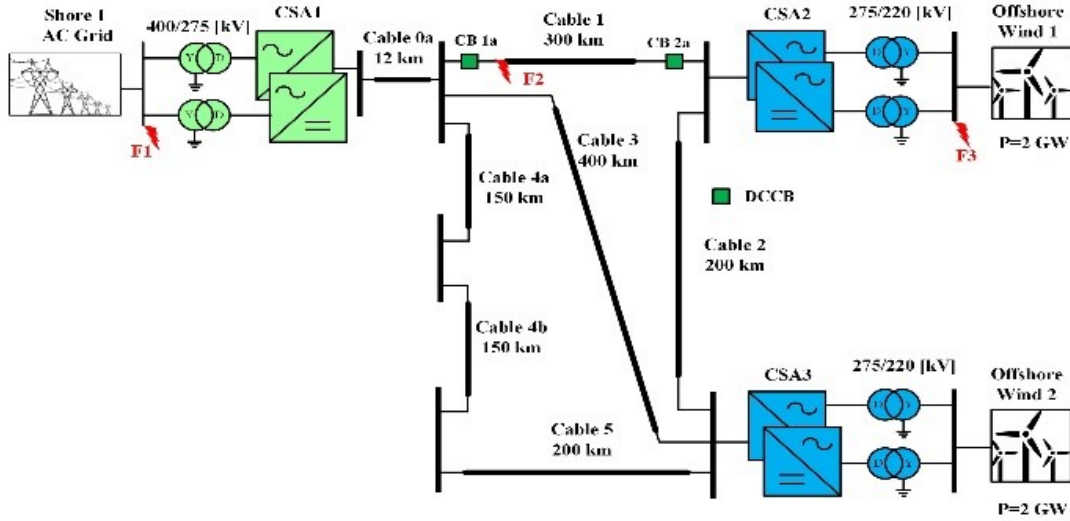 Shore 1
AC Grid
400/275 [kV]
CSA1
Cable 0a
12 km
CB 1a
Cable 1
300 km
CB 2a
CSA2
275/220 [kV]
Offshore
Wind 1
Y D
Y D
F1
F2
D Y
D Y
F3
P=2 GW
Cable 3
400 km
Cable 4a
150 km
DCCB
Cable 2
200 km
Cable 4b
150 km
CSA3
275/220 [kV]
Offshore
Wind 2
D Y
D Y
Cable 5
200 km
P=2 GW